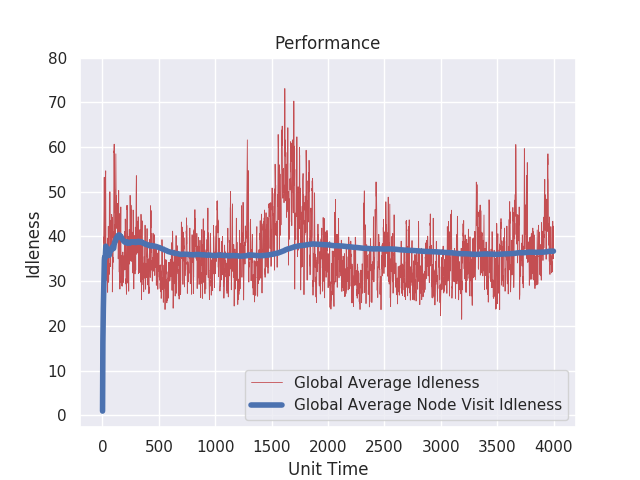 Performance
80
70
60
50
40
30
20
10
0
Idleness
Global Average Idleness
Global Average Node Visit Idleness
0 500 1000 1500 2000 2500 3000 3500 4000
Unit Time